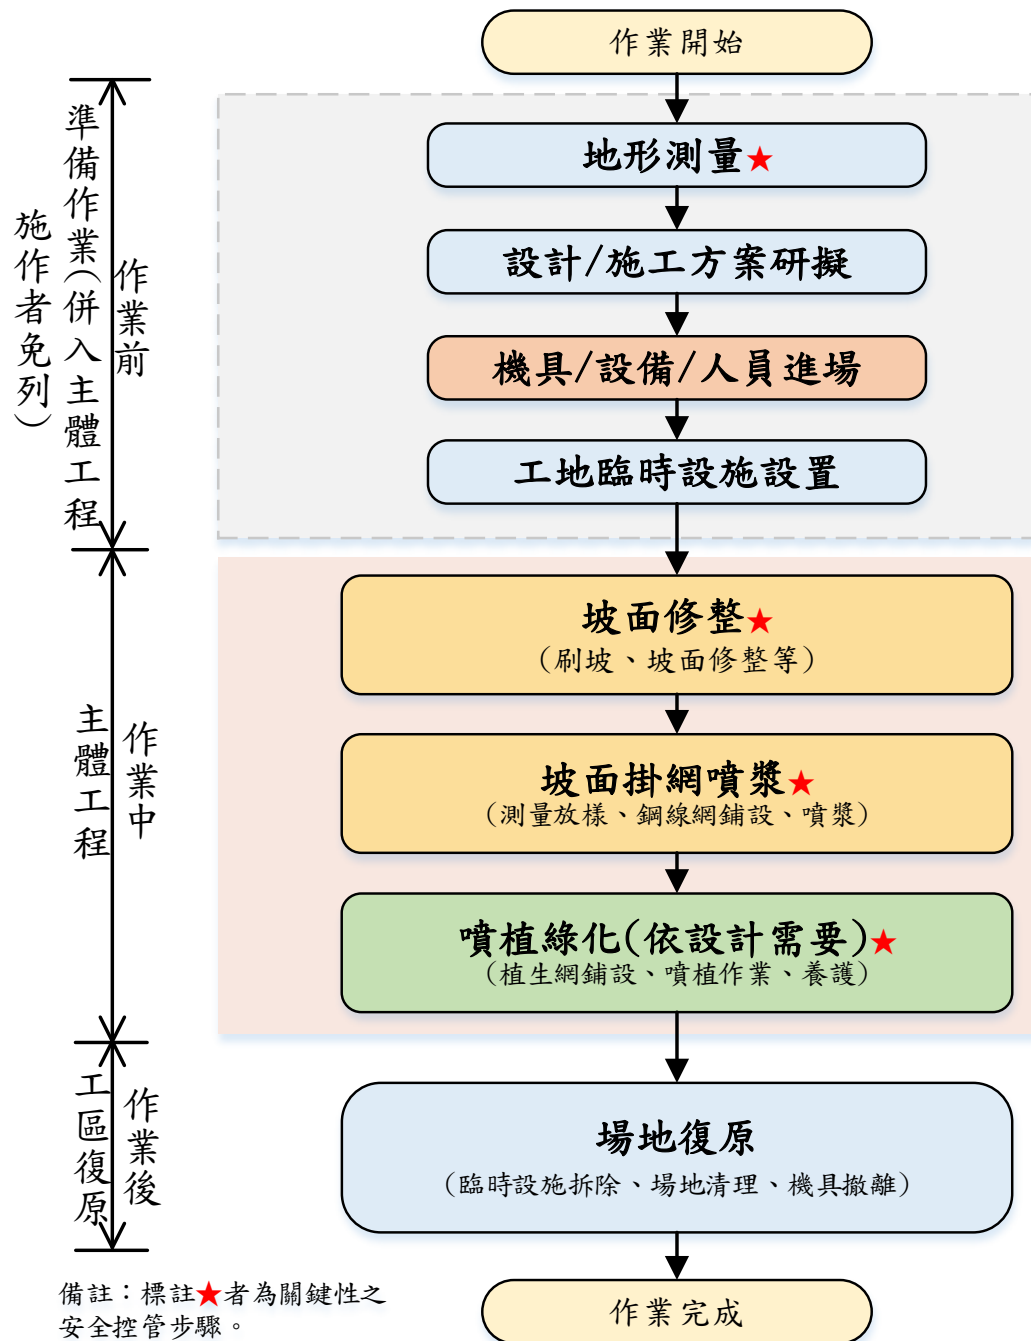 作業開始
準備作業(併入主體工程
施作者免列)
作業前
地形測量★
設計/施工方案研擬
機具/設備/人員進場
工地臨時設施設置
主體工程
作業中
坡面修整★
(刷坡、坡面修整等)
坡面掛網噴漿★
(測量放樣、鋼線網鋪設、噴漿)
噴植綠化(依設計需要)★
(植生網鋪設、噴植作業、養護)
工區復原
作業後
場地復原
(臨時設施拆除、場地清理、機具撤離)
作業完成
備註：標註★者為關鍵性之
安全控管步驟。